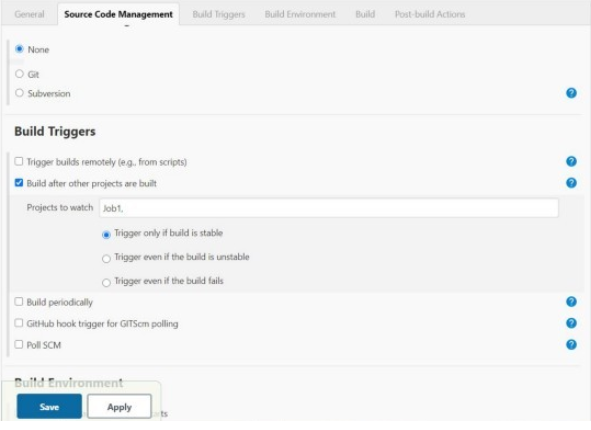 General Source Code Management Build Triggers Build Environment Build Post-build Actions
None
Git
Subversion
Build Triggers
Trigger builds remotely (e.g., from scripts)
Build after other projects are built
Projects to watch Job1,
Trigger only if build is stable
Trigger even if the build is unstable
Trigger even if the build fails
Build periodically
GitHub hook trigger for GITScm polling
Poll SCM
Build Environment
Save Apply